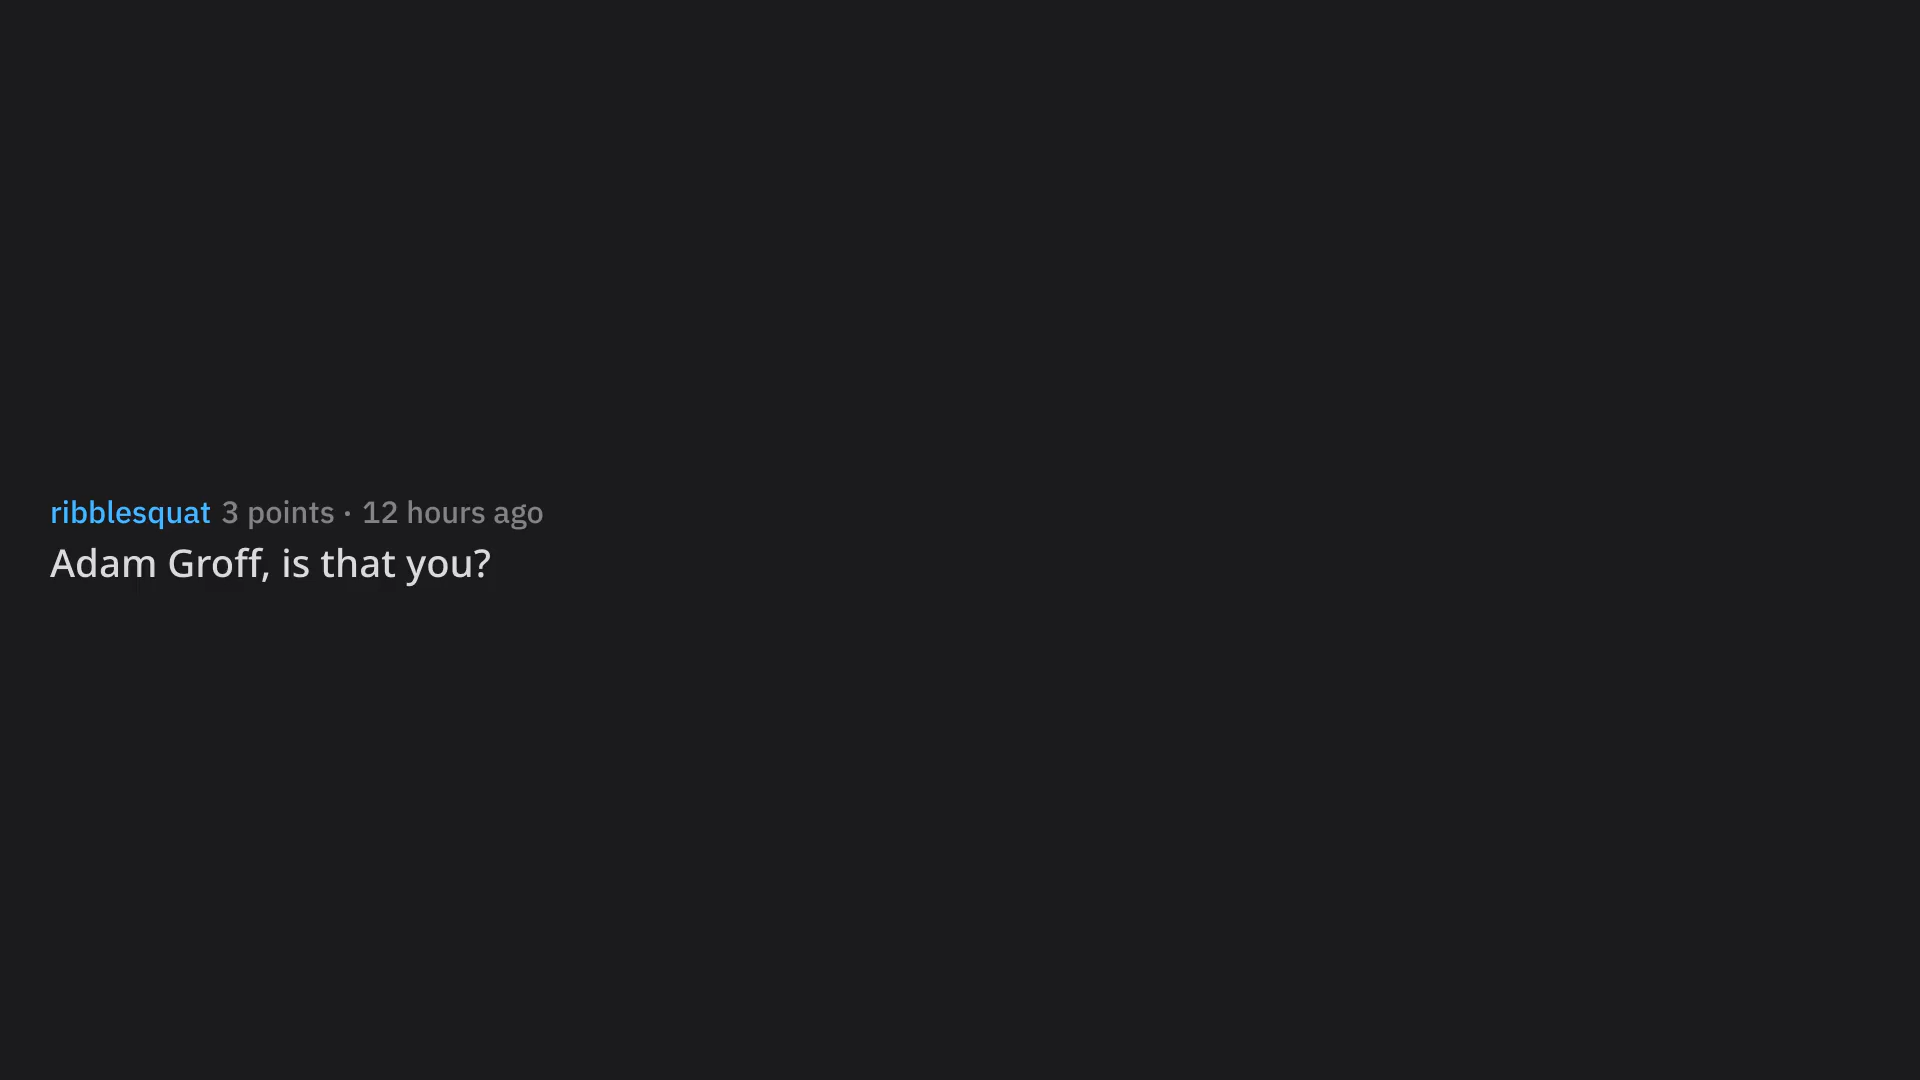 ribblesquat 3 points · 12 hours ago
Adam Groff, is that you?